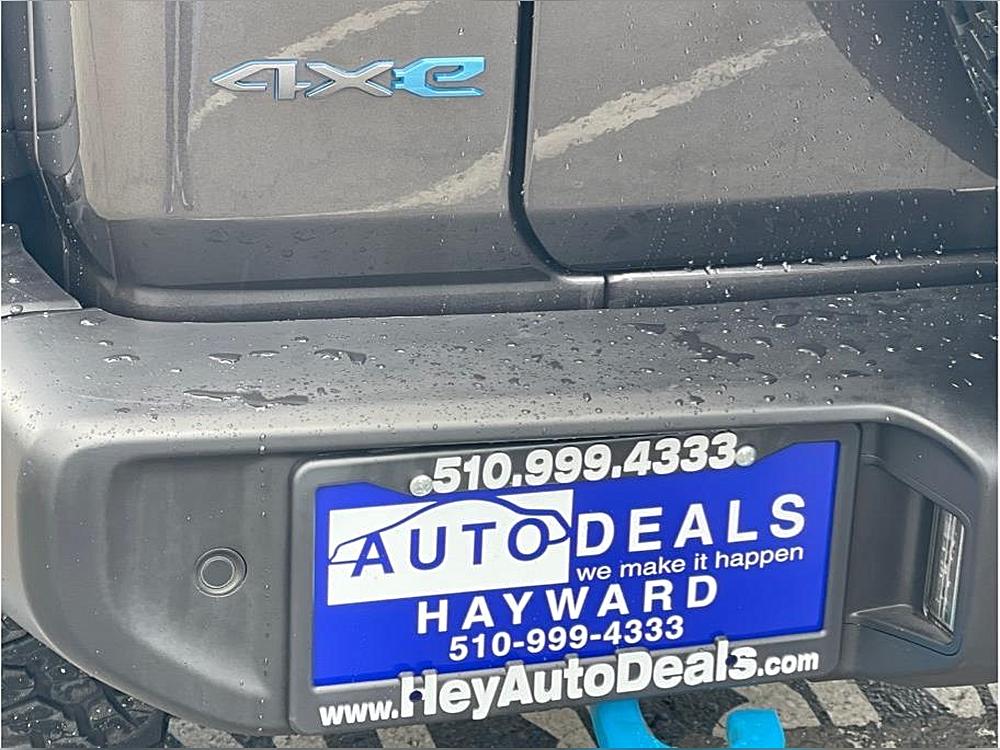 4xe
510.999.4333
AUTO DEALS
we make it happen
HAYWARD
510-999-4333
www.HeyAutoDeals.com